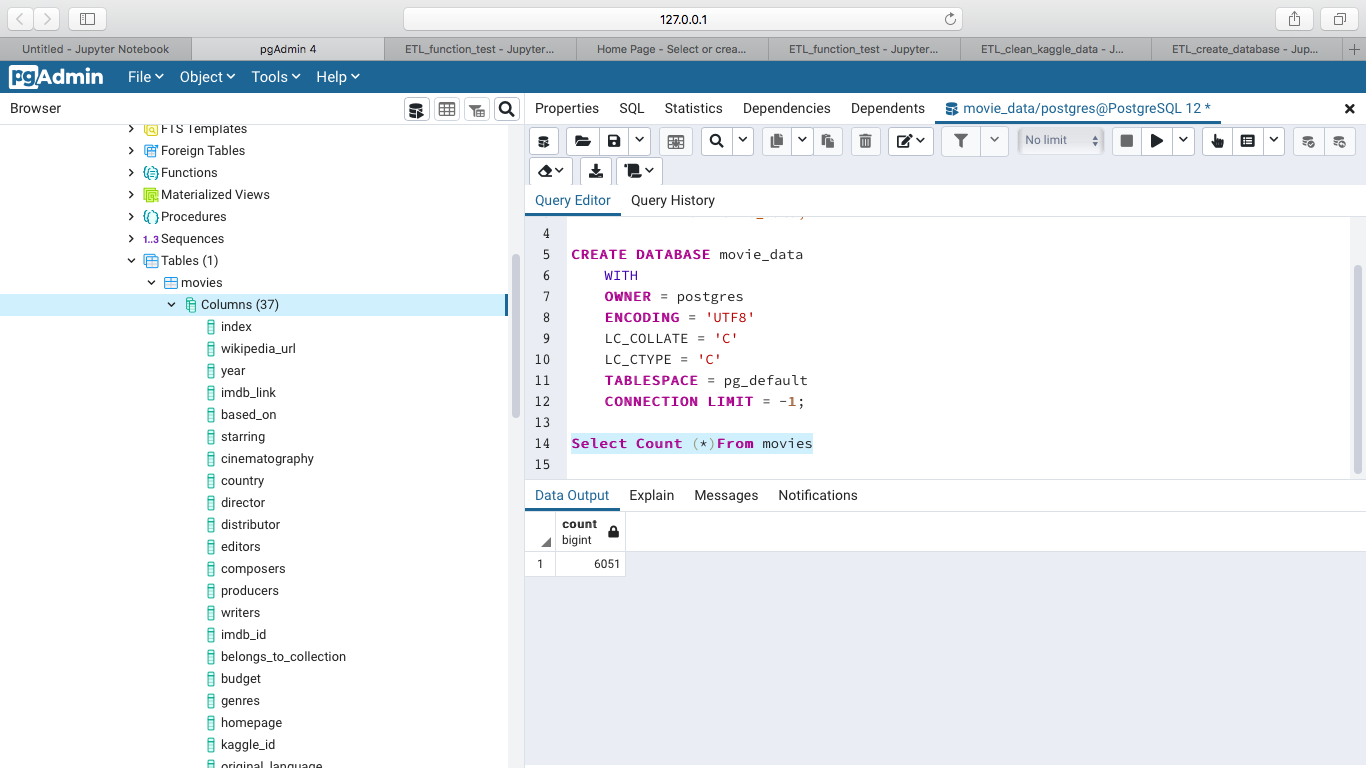 127.0.0.1
Untitled - Jupyter Notebook
pgAdmin 4
ETL_function_test - Jupyter...
Home Page - Select or crea...
ETL_function_test - Jupyter...
ETL_clean_kaggle_data - J...
ETL_create_database - Jup...
pgAdmin File Object Tools Help
Browser
Properties SQL Statistics Dependencies Dependents movie_data/postgres@PostgreSQL 12 *
No limit
Query Editor Query History
FTS Templates
Foreign Tables
Functions
Materialized Views
Procedures
1..3 Sequences
Tables (1)
movies
Columns (37)
index
wikipedia_url
year
imdb_link
based_on
starring
cinematography
country
director
distributor
editors
composers
producers
writers
imdb_id
belongs_to_collection
budget
genres
homepage
kaggle_id
original_language
4
5 CREATE DATABASE movie_data
6 WITH
7 OWNER = postgres
8 ENCODING = 'UTF8'
9 LC_COLLATE = 'C'
10 LC_CTYPE = 'C'
11 TABLESPACE = pg_default
12 CONNECTION LIMIT = -1;
13
14 Select Count (*)From movies
15
Data Output Explain Messages Notifications
count
bigint
1 6051